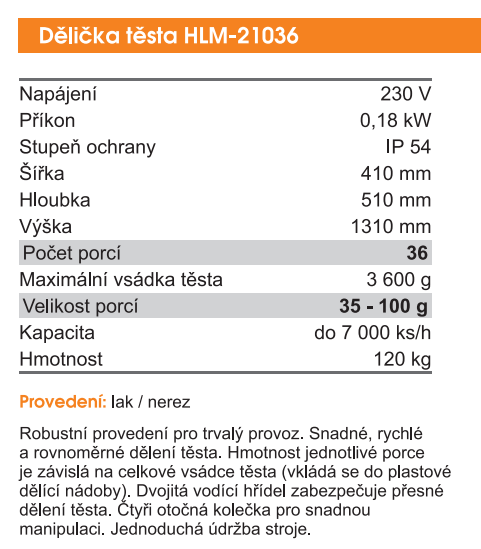 Dělička těsta HLM-21036
Napájení 230 V
Příkon 0,18 kW
Stupeň ochrany IP 54
Šířka 410 mm
Hloubka 510 mm
Výška 1310 mm
Počet porcí 36
Maximální vsádka těsta 3 600 g
Velikost porcí 35 - 100 g
Kapacita do 7 000 ks/h
Hmotnost 120 kg
Provedení: lak / nerez
Robustní provedení pro trvalý provoz. Snadné, rychlé
a rovnoměrné dělení těsta. Hmotnost jednotlivé porce
je závislá na celkové vsádce těsta (vkládá se do plastové
dělící nádoby). Dvojitá vodící hřídel zabezpečuje přesné
dělení těsta. Čtyři otočná kolečka pro snadnou
manipulaci. Jednoduchá údržba stroje.